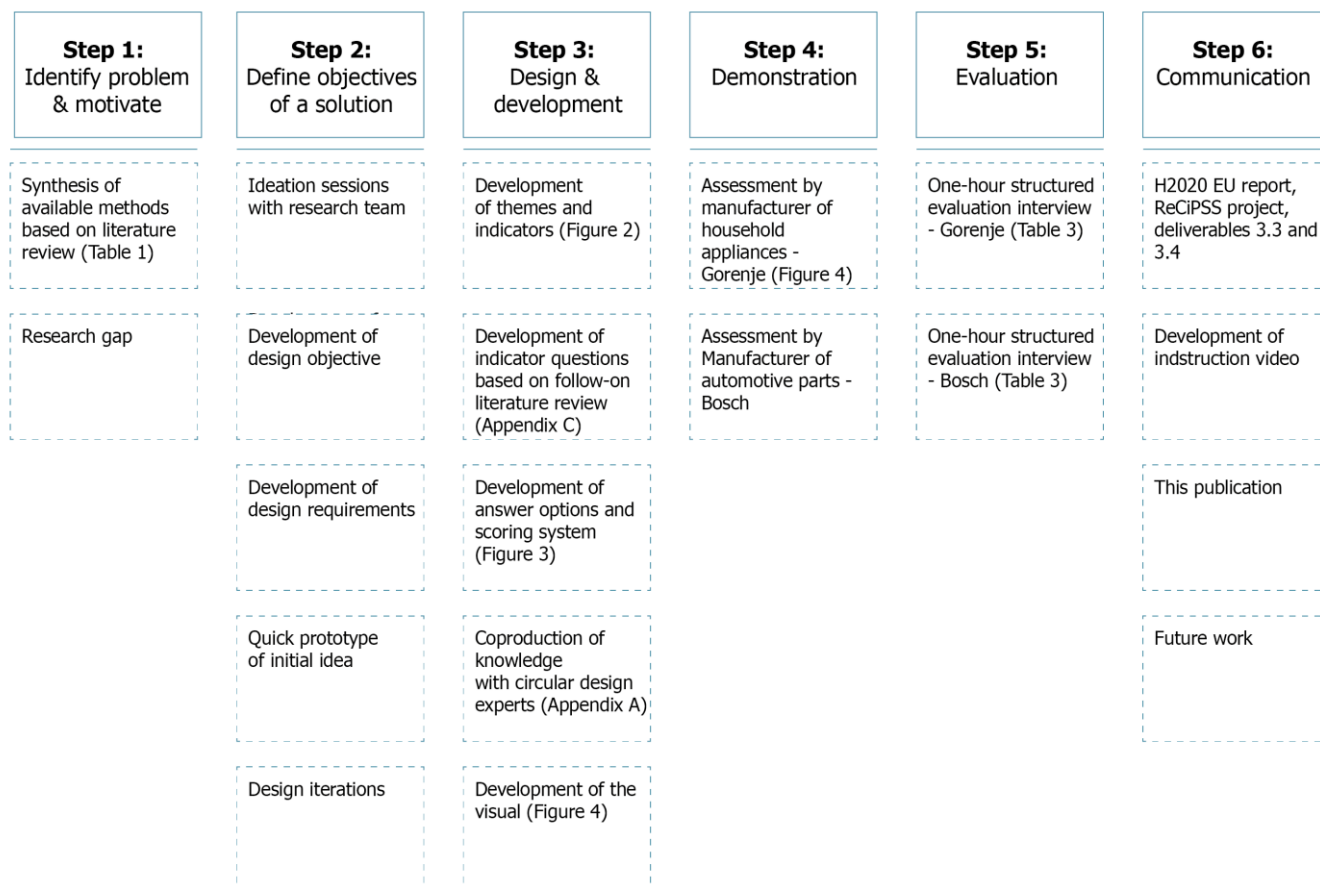 Step 1:
Identify problem
& motivate
Synthesis of
available methods
based on literature
review (Table 1)
Research gap
Step 2:
Define objectives
of a solution
Ideation sessions
with research team
Development of
design objective
Development of
design requirements
Quick prototype
of initial idea
Design iterations
Step 3:
Design &
development
Development
of themes and
indicators (Figure 2)
Development of
indicator questions
based on follow-on
literature review
(Appendix C)
Development of
answer options and
scoring system
(Figure 3)
Coproduction of
knowledge
with circular design
experts (Appendix A)
Development of the
visual (Figure 4)
Step 4:
Demonstration
Assessment by
manufacturer of
household
appliances -
Gorenje (Figure 4)
Assessment by
Manufacturer of
automotive parts -
Bosch
Step 5:
Evaluation
One-hour structured
evaluation interview
- Gorenje (Table 3)
One-hour structured
evaluation interview
- Bosch (Table 3)
Step 6:
Communication
H2020 EU report,
ReCiPSS project,
deliverables 3.3 and
3.4
Development of
indstruction video
This publication
Future work